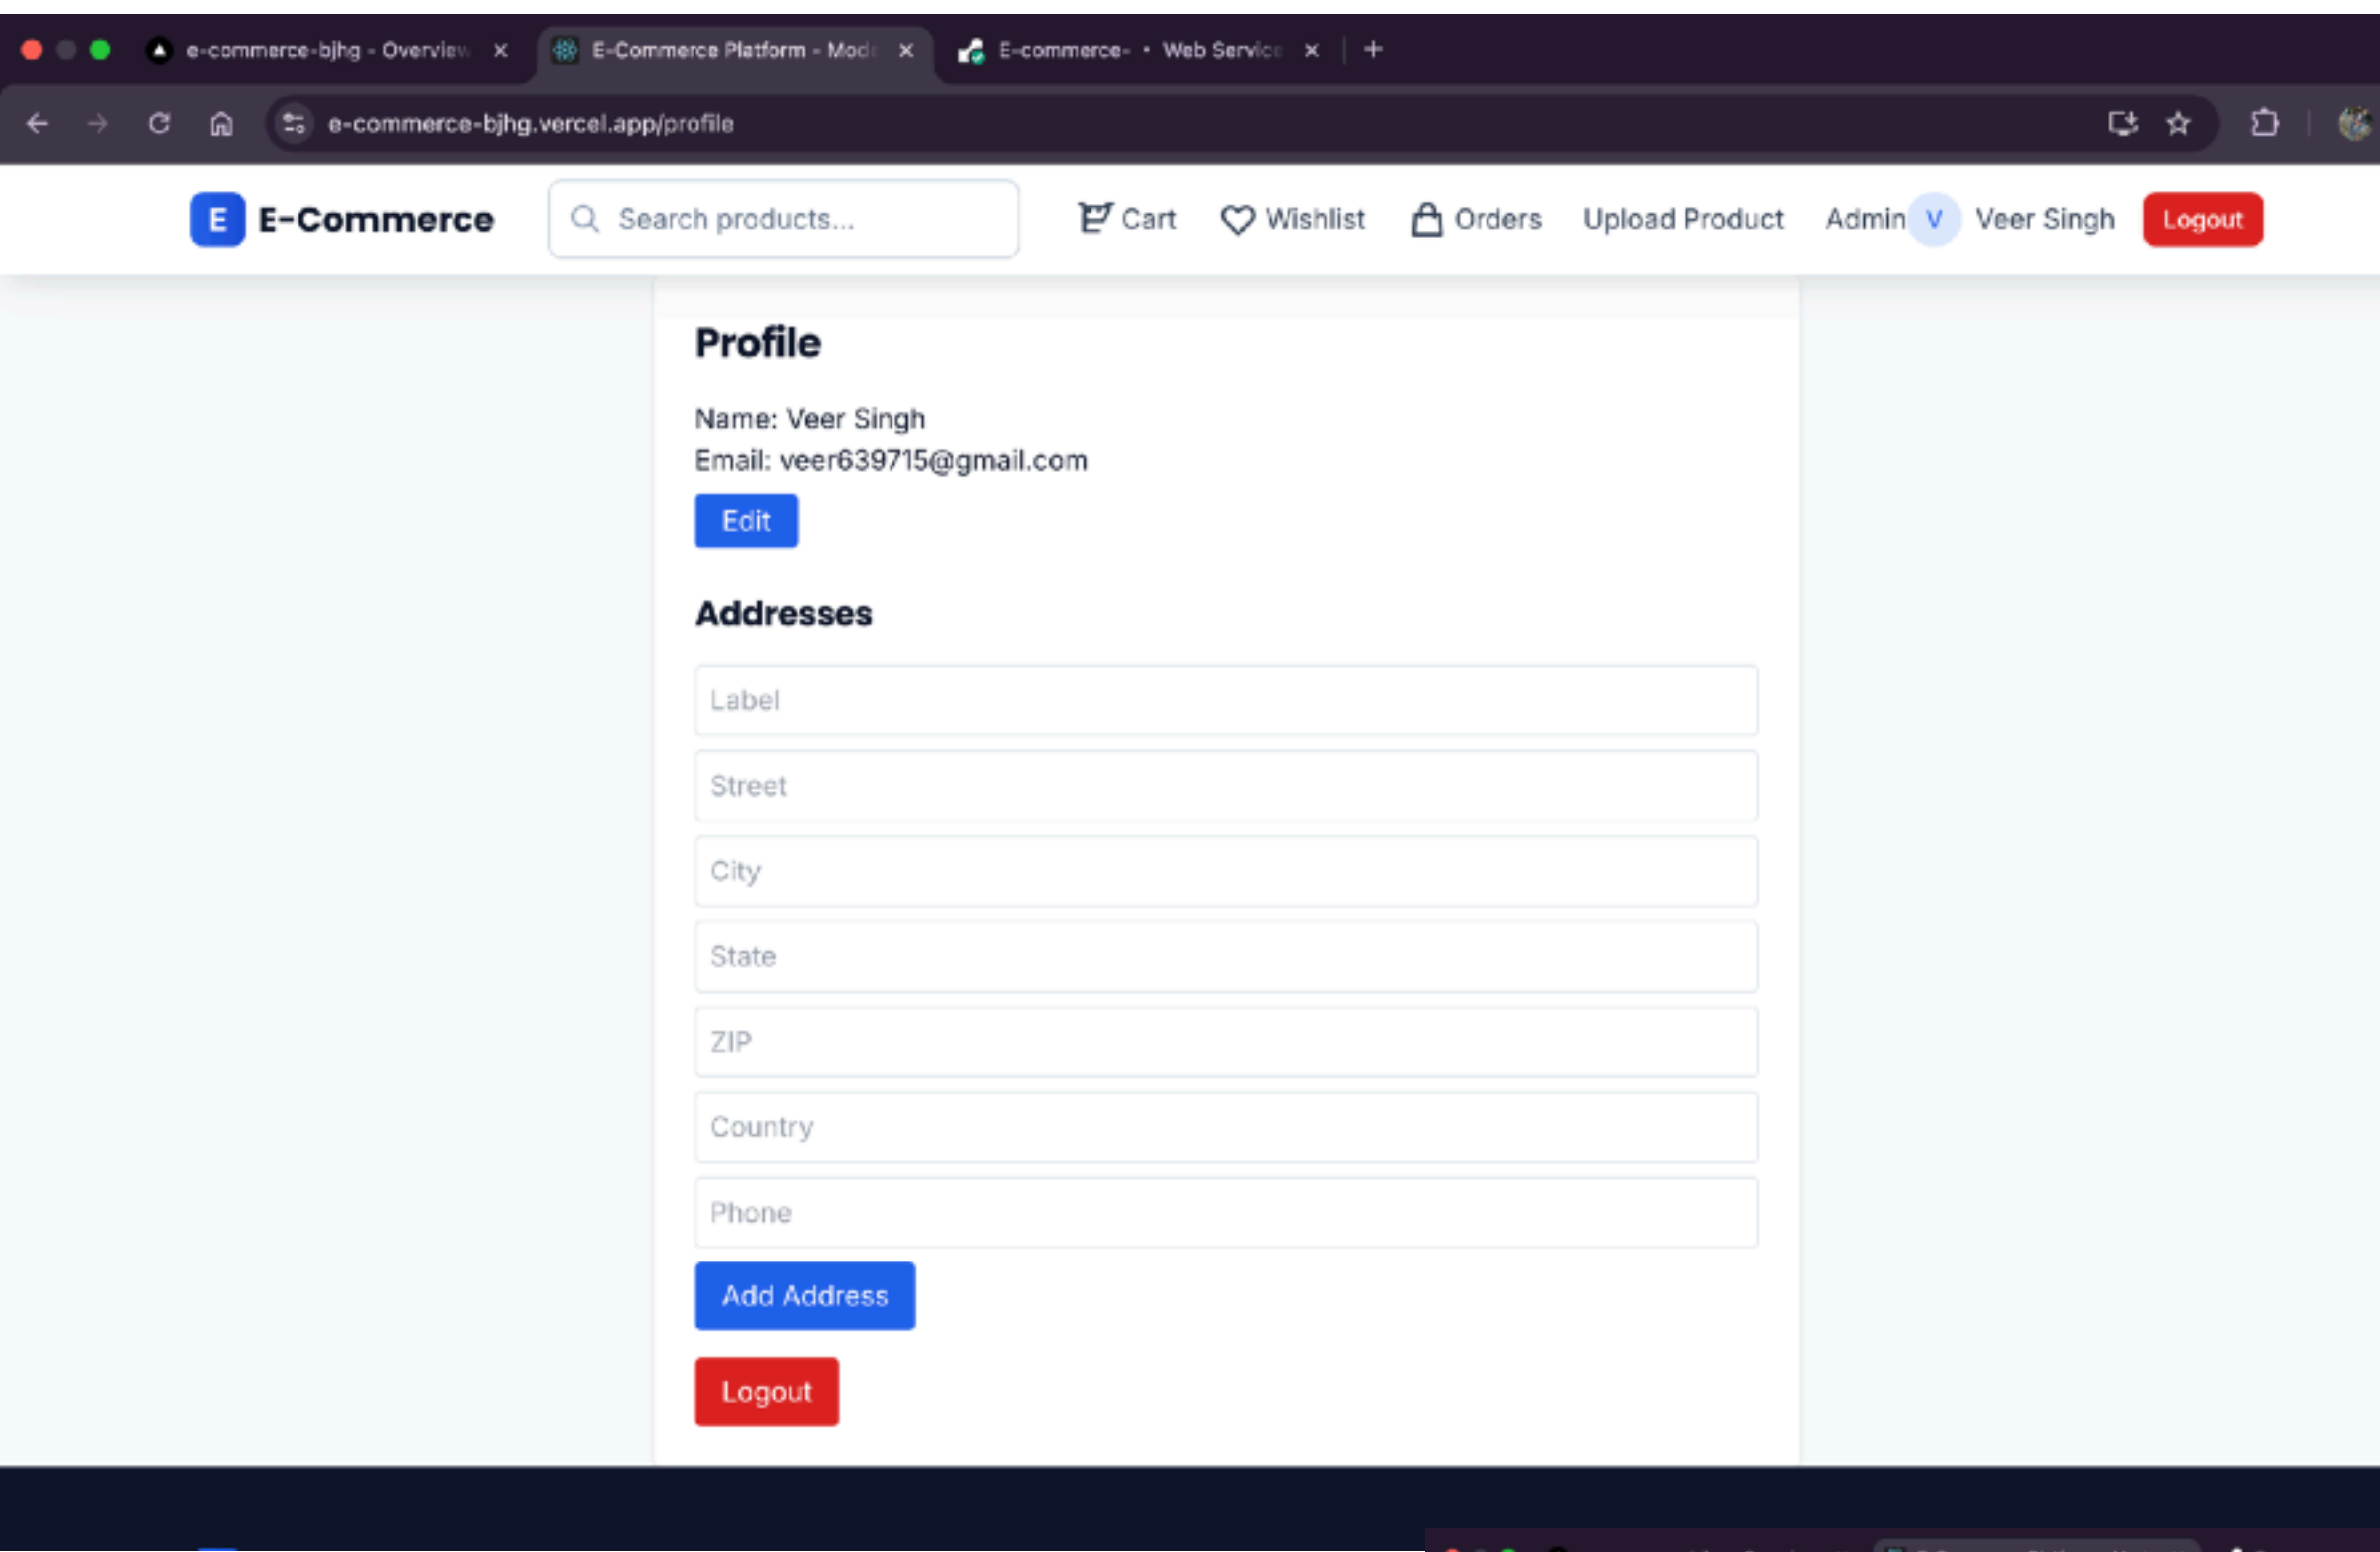 e-commerce-bjhg - Overview
E-Commerce Platform - Mod
E-commerce- • Web Service
e-commerce-bjhg.vercel.app/profile
E E-Commerce Search products... Cart Wishlist Orders Upload Product Admin V Veer Singh Logout
Profile
Name: Veer Singh
Email: veer639715@gmail.com
Edit
Addresses
Label
Street
City
State
ZIP
Country
Phone
Add Address
Logout